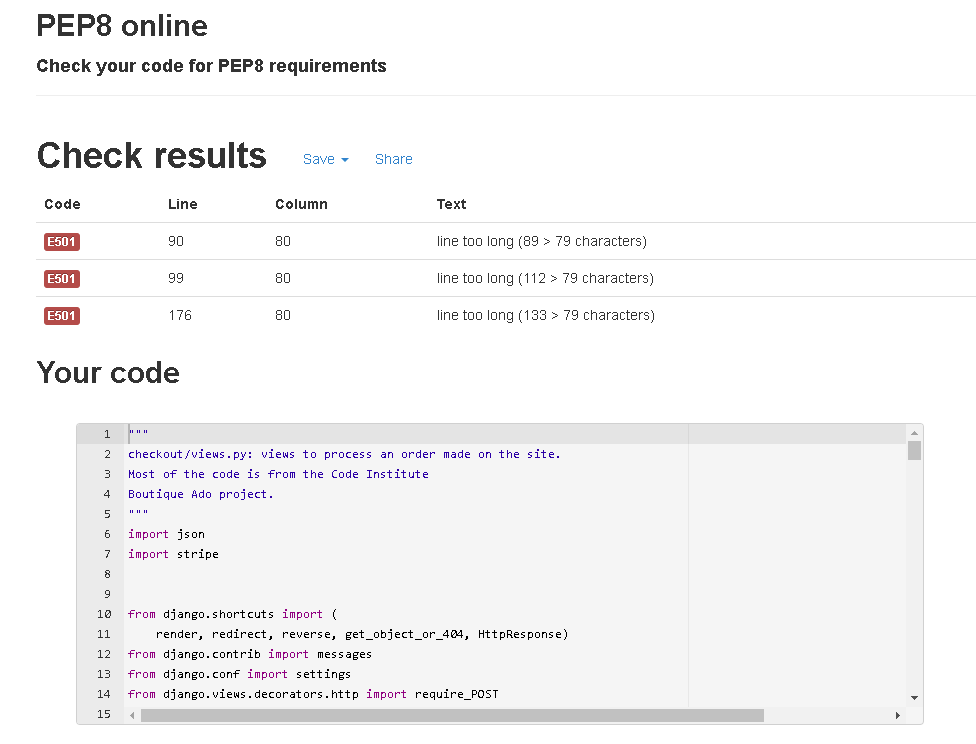 PEP8 online
Check your code for PEP8 requirements
Check results Save Share
Code Line Column Text
E501 90 80 line too long (89 > 79 characters)
E501 99 80 line too long (112 > 79 characters)
E501 176 80 line too long (133 > 79 characters)
Your code
1 """
2 checkout/views.py: views to process an order made on the site.
3 Most of the code is from the Code Institute
4 Boutique Ado project.
5 """
6 import json
7 import stripe
8
9
10 from django.shortcuts import (
11     render, redirect, reverse, get_object_or_404, HttpResponse)
12 from django.contrib import messages
13 from django.conf import settings
14 from django.views.decorators.http import require_POST
15